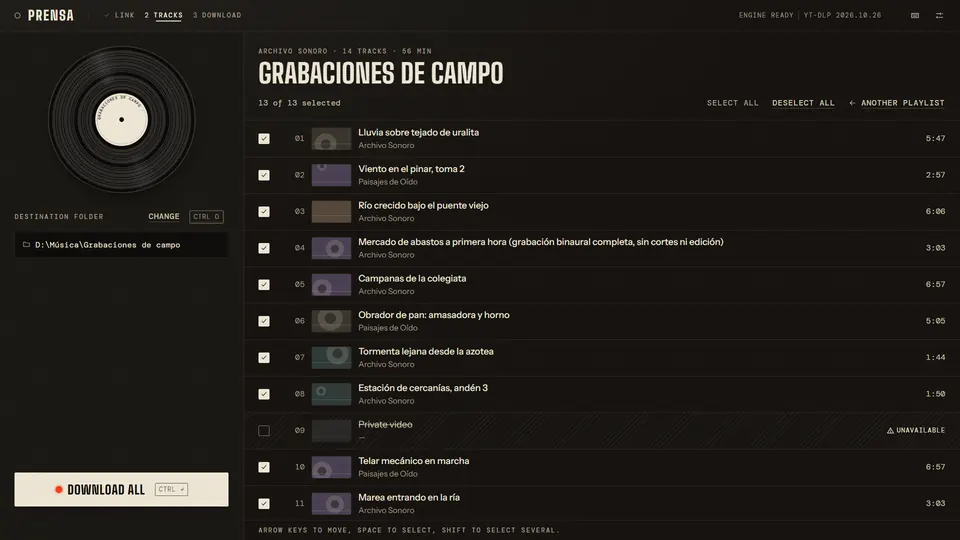 PRENSA
✓ LINK 2 TRACKS 3 DOWNLOAD
ENGINE READY YT-DLP 2026.10.26
GRABACIONES DE CAMPO
DESTINATION FOLDER CHANGE CTRL O
D:\Música\Grabaciones de campo
DOWNLOAD ALL CTRL ↵
ARCHIVO SONORO · 14 TRACKS · 56 MIN
GRABACIONES DE CAMPO
13 of 13 selected SELECT ALL DESELECT ALL ← ANOTHER PLAYLIST
01 Lluvia sobre tejado de uralita 5:47
Archivo Sonoro
02 Viento en el pinar, toma 2 2:57
Paisajes de Oído
03 Río crecido bajo el puente viejo 6:06
Archivo Sonoro
04 Mercado de abastos a primera hora (grabación binaural completa, sin cortes ni edición) 3:03
Archivo Sonoro
05 Campanas de la colegiata 6:57
Archivo Sonoro
06 Obrador de pan: amasadora y horno 5:05
Paisajes de Oído
07 Tormenta lejana desde la azotea 1:44
Archivo Sonoro
08 Estación de cercanías, andén 3 1:50
Archivo Sonoro
09 Private video UNAVAILABLE
—
10 Telar mecánico en marcha 6:57
Paisajes de Oído
11 Marea entrando en la ría 3:03
Archivo Sonoro
ARROW KEYS TO MOVE, SPACE TO SELECT, SHIFT TO SELECT SEVERAL.